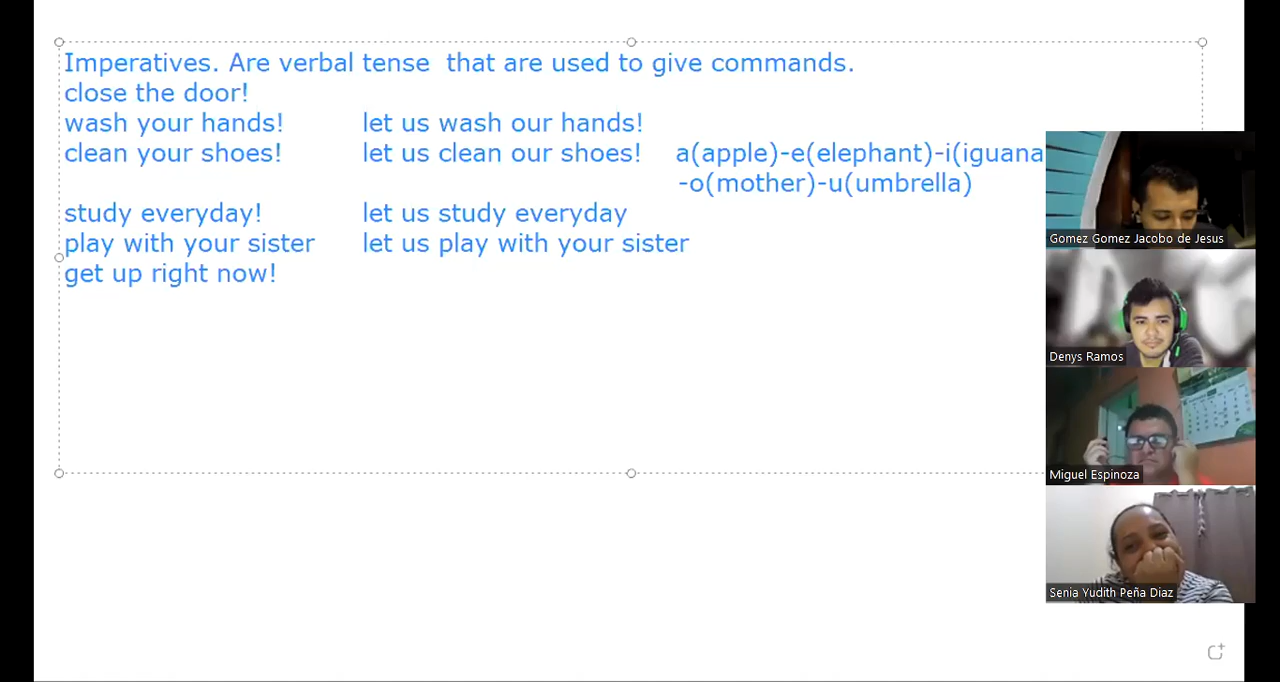 Imperatives. Are verbal tense  that are used to give commands.
close the door!
wash your hands! let us wash our hands!
clean your shoes! let us clean our shoes! a(apple)-e(elephant)-i(iguana
-o(mother)-u(umbrella)
study everyday! let us study everyday
play with your sister let us play with your sister
get up right now!
Gomez Gomez Jacobo de Jesus
Denys Ramos
Miguel Espinoza
Senia Yudith Peña Diaz